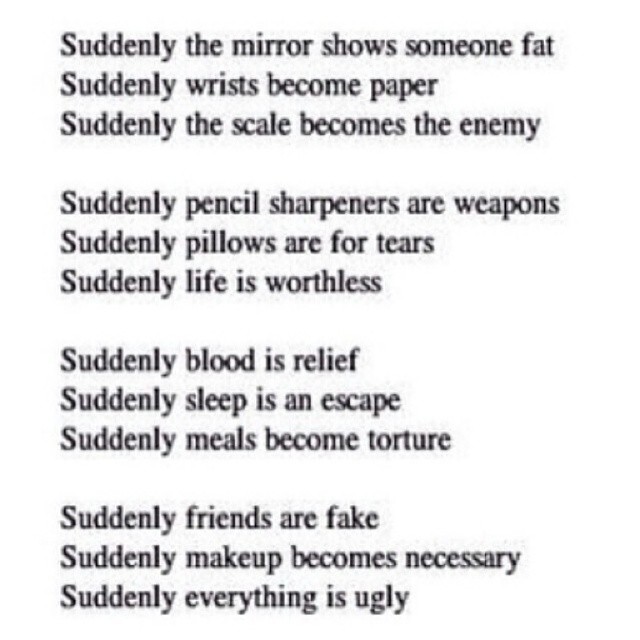 Suddenly the mirror shows someone fat
Suddenly wrists become paper
Suddenly the scale becomes the enemy
Suddenly pencil sharpeners are weapons
Suddenly pillows are for tears
Suddenly life is worthless
Suddenly blood is relief
Suddenly sleep is an escape
Suddenly meals become torture
Suddenly friends are fake
Suddenly makeup becomes necessary
Suddenly everything is ugly